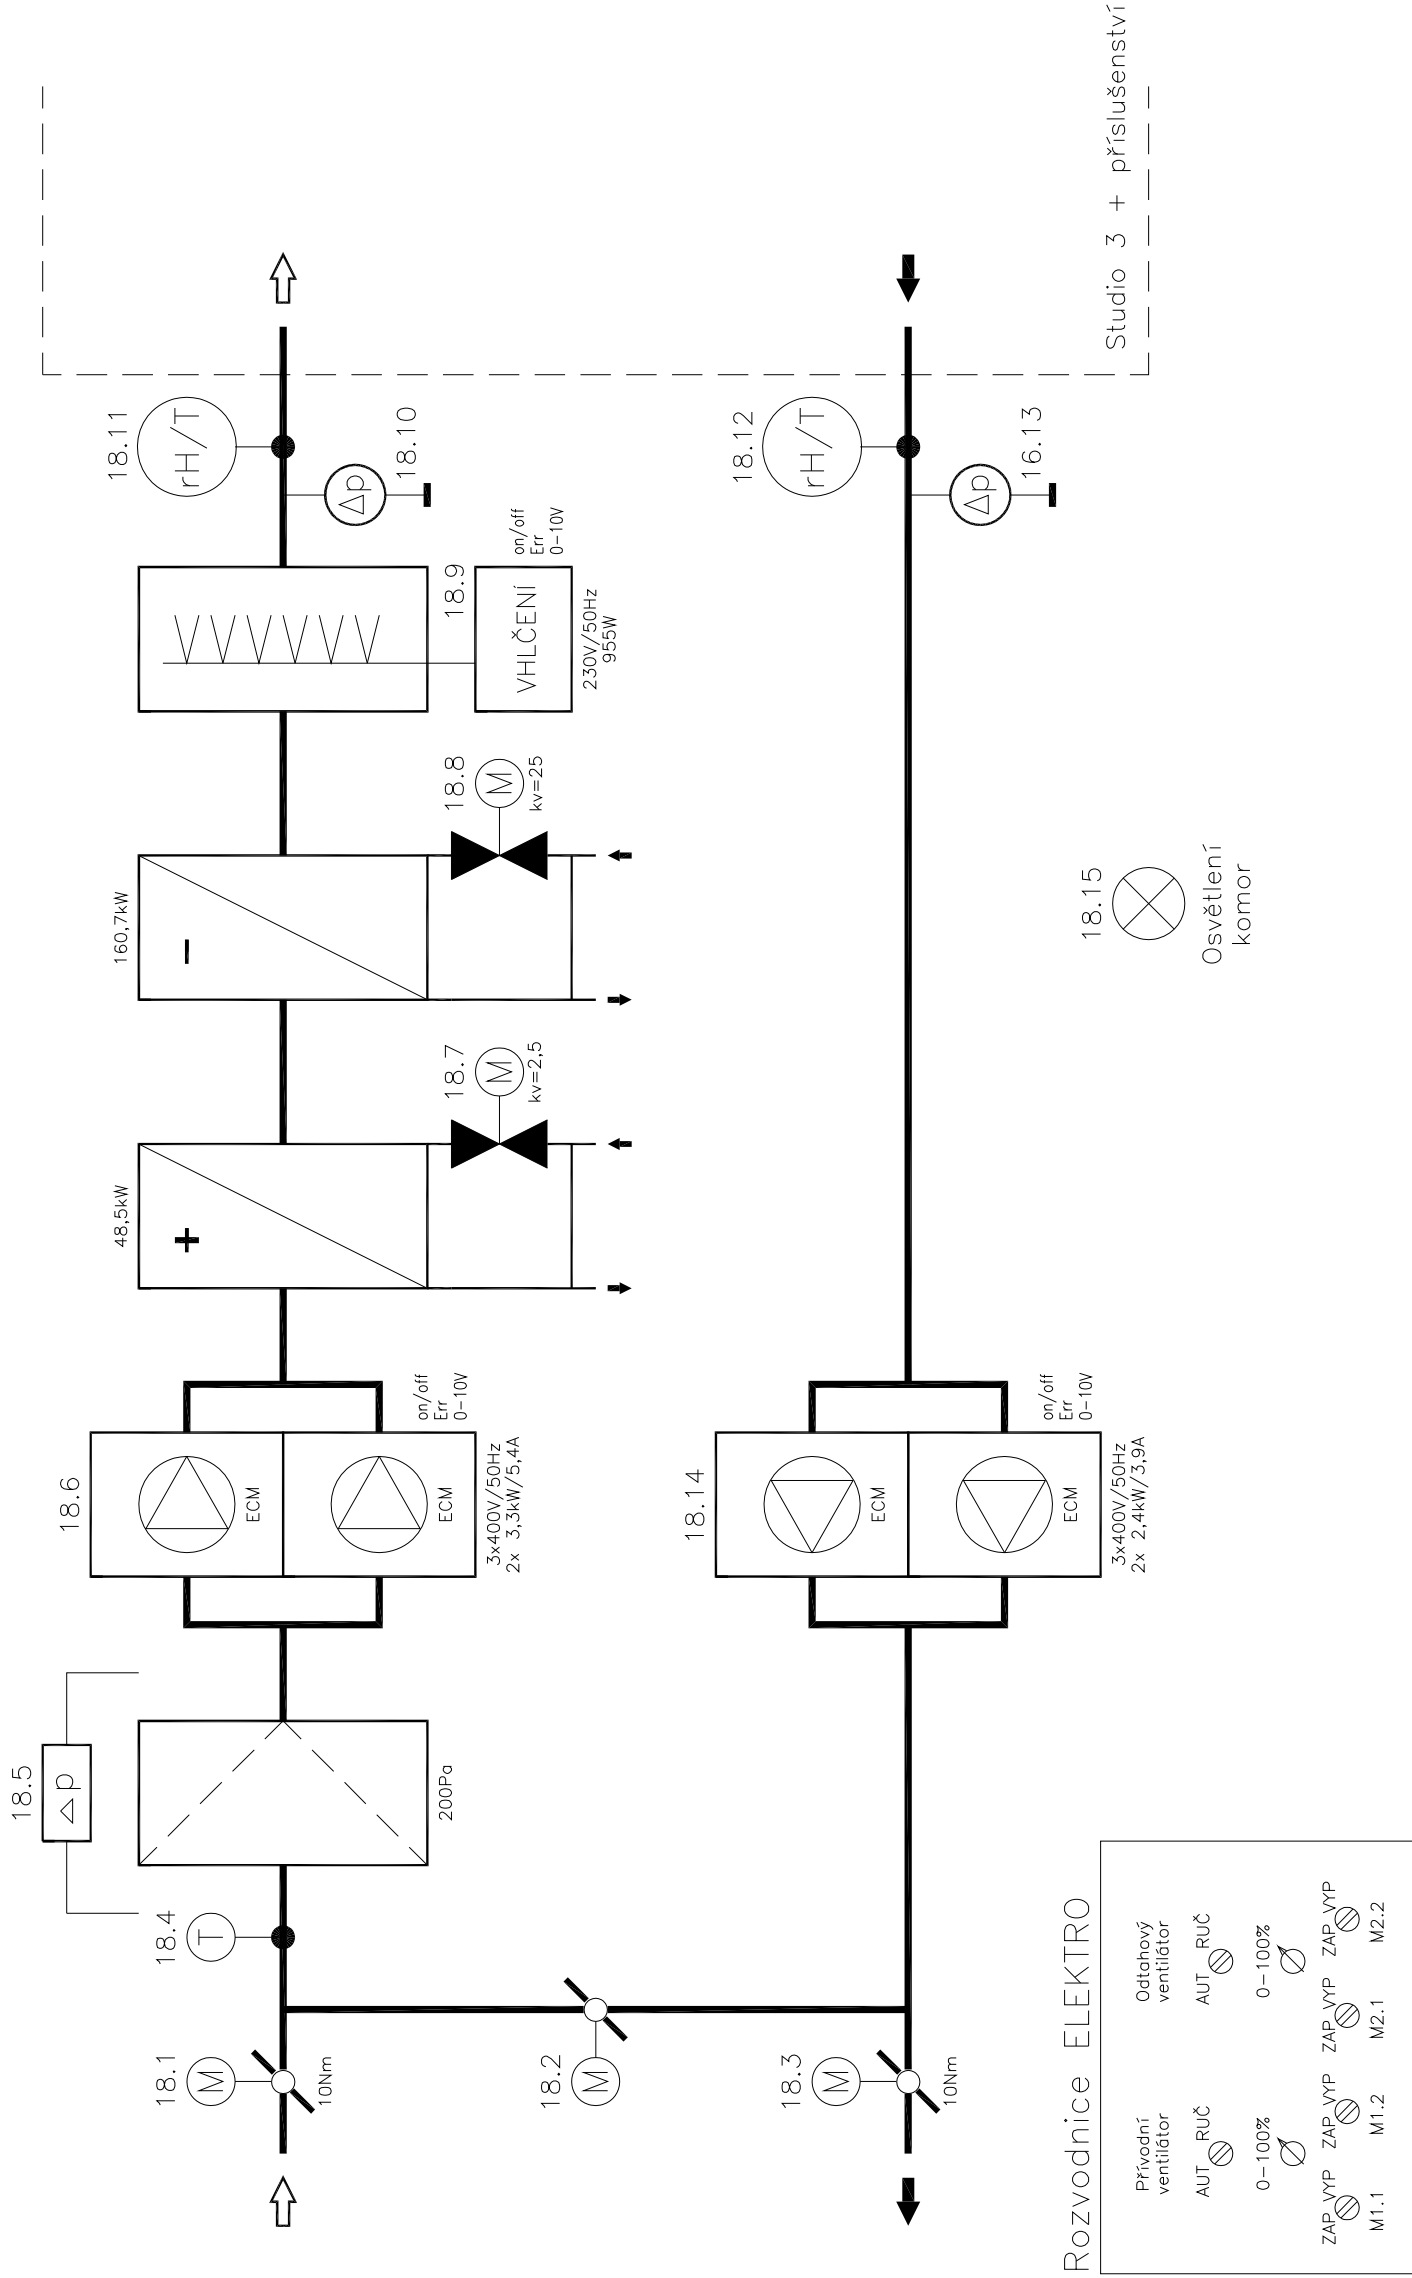 18.5
Δp
18.1
M
10Nm
18.4
T
200Pa
18.6
ECM
ECM
on/off
Err
0-10V
3x400V/50Hz
2x 3,3kW/5,4A
48,5kW
+
18.7
M
kv=2,5
160,7kW
-
18.8
M
kv=25
18.9
VHLČENÍ
on/off
Err
0-10V
230V/50Hz
955W
18.11
rH/T
Δp
18.10
18.2
M
18.3
M
10Nm
18.14
ECM
ECM
on/off
Err
0-10V
3x400V/50Hz
2x 2,4kW/3,9A
18.12
rH/T
Δp
16.13
Studio 3 + příslušenství
18.15
Osvětlení
komor
Rozvodnice ELEKTRO
Přívodní
ventilátor
AUT RUČ
0-100%
ZAP VYP
M1.1
ZAP VYP
M1.2
Odtahový
ventilátor
AUT RUČ
0-100%
ZAP VYP
M2.1
ZAP VYP
M2.2